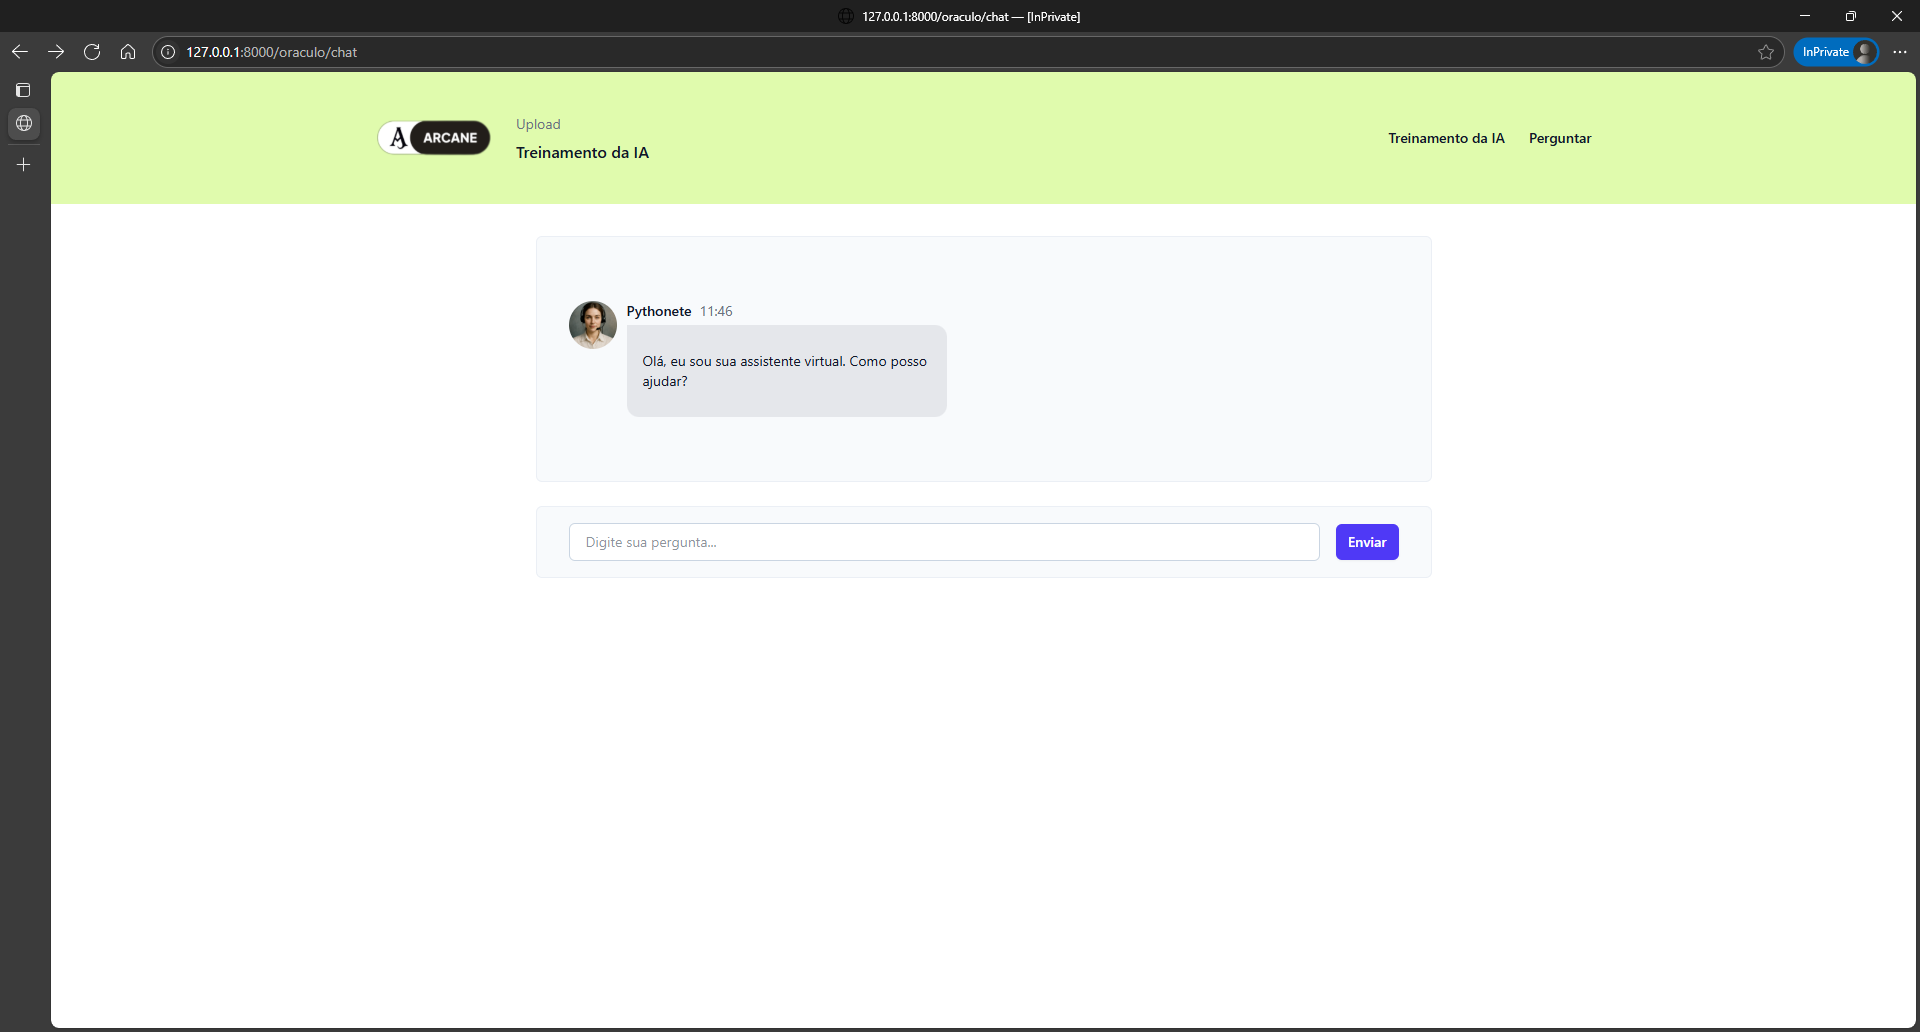 127.0.0.1:8000/oraculo/chat — [InPrivate]
127.0.0.1:8000/oraculo/chat
InPrivate
A ARCANE
Upload
Treinamento da IA
Treinamento da IA
Perguntar
Pythonete 11:46
Olá, eu sou sua assistente virtual. Como posso
ajudar?
Digite sua pergunta...
Enviar